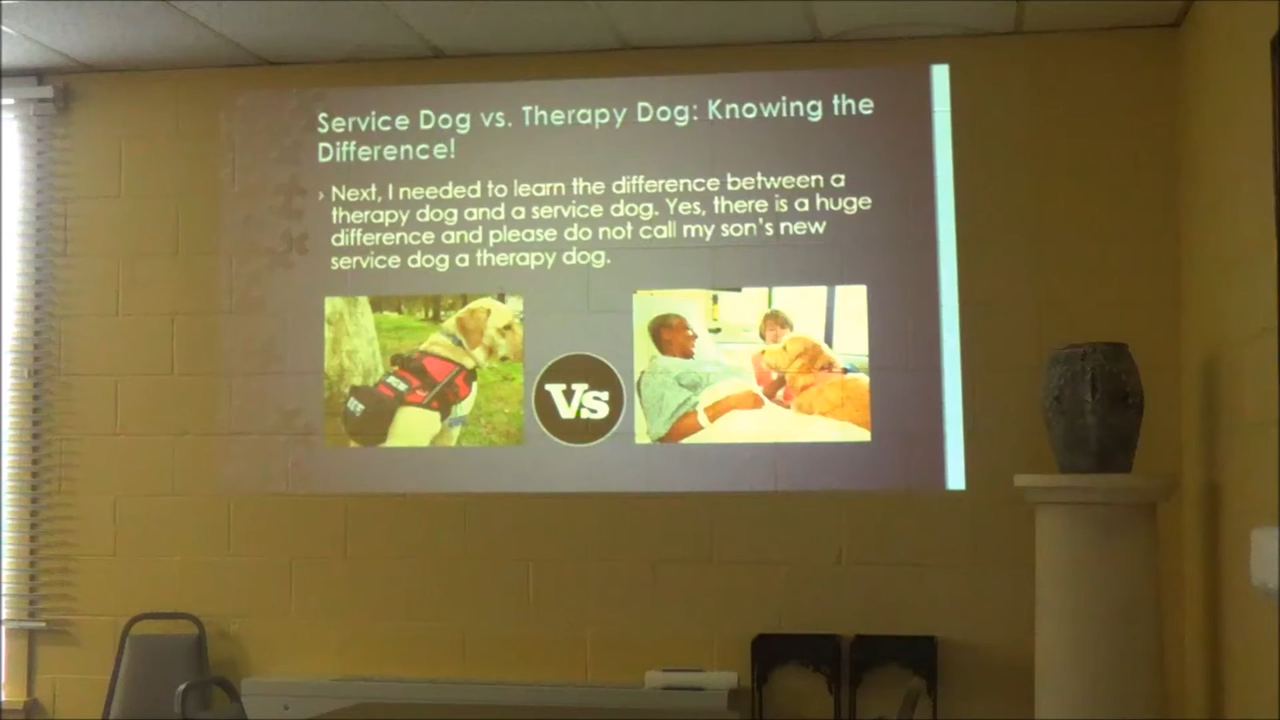 Service Dog vs. Therapy Dog: Knowing the
Difference!
› Next, I needed to learn the difference between a
therapy dog and a service dog. Yes, there is a huge
difference and please do not call my son's new
service dog a therapy dog.
Vs